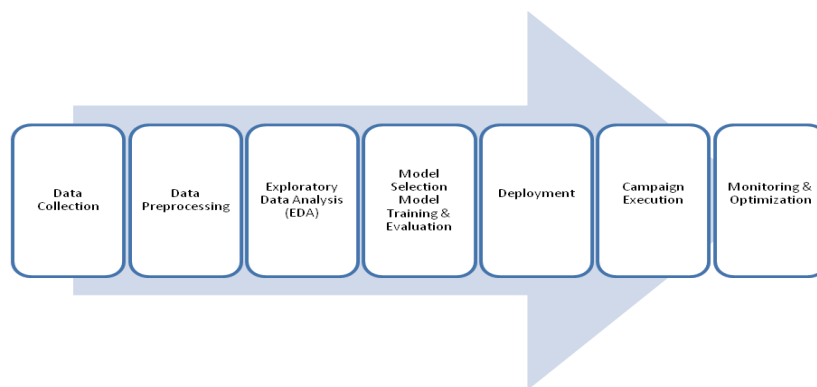 Data
Collection
Data
Preprocessing
Exploratory
Data Analysis
(EDA)
Model
Selection
Model
Training &
Evaluation
Deployment
Campaign
Execution
Monitoring &
Optimization